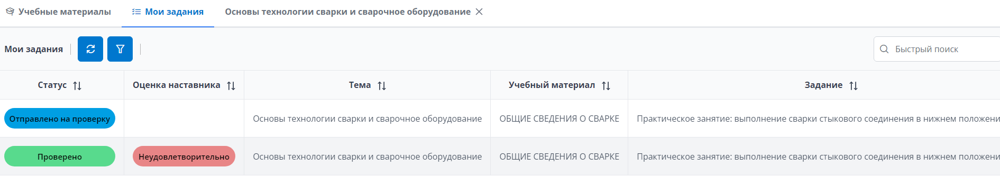 Учебные материалы Мои задания Основы технологии сварки и сварочное оборудование
Мои задания Быстрый поиск
Статус Оценка наставника Тема Учебный материал Задание
Отправлено на проверку Основы технологии сварки и сварочное оборудование ОБЩИЕ СВЕДЕНИЯ О СВАРКЕ Практическое занятие: выполнение сварки стыкового соединения в нижнем положени
Проверено Неудовлетворительно Основы технологии сварки и сварочное оборудование ОБЩИЕ СВЕДЕНИЯ О СВАРКЕ Практическое занятие: выполнение сварки стыкового соединения в нижнем положени